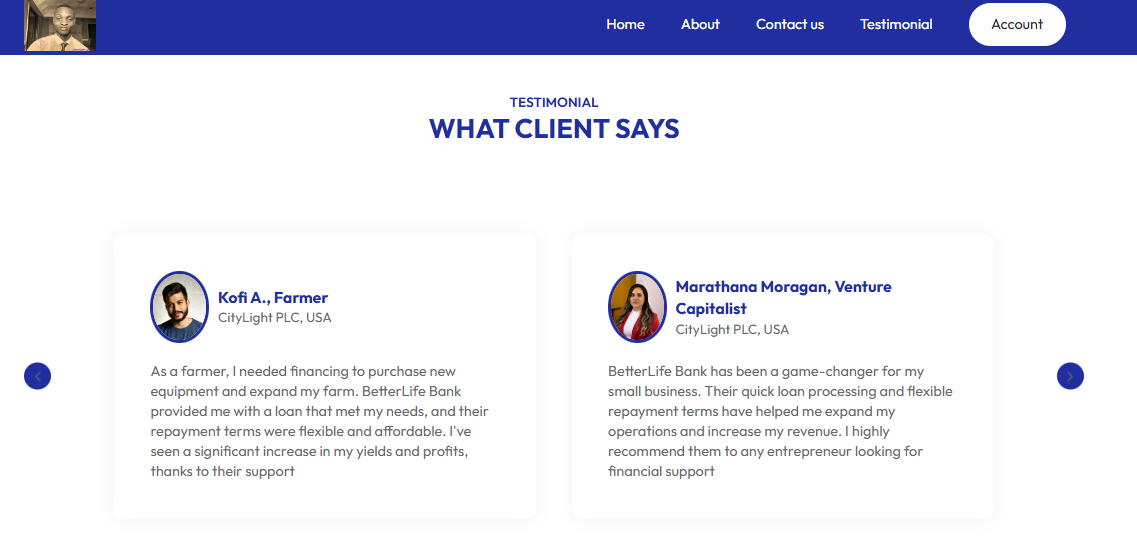 Home About Contact us Testimonial Account
TESTIMONIAL
WHAT CLIENT SAYS
Kofi A., Farmer
CityLight PLC, USA
As a farmer, I needed financing to purchase new
equipment and expand my farm. BetterLife Bank
provided me with a loan that met my needs, and their
repayment terms were flexible and affordable. I've
seen a significant increase in my yields and profits,
thanks to their support
Marathana Moragan, Venture
Capitalist
CityLight PLC, USA
BetterLife Bank has been a game-changer for my
small business. Their quick loan processing and flexible
repayment terms have helped me expand my
operations and increase my revenue. I highly
recommend them to any entrepreneur looking for
financial support